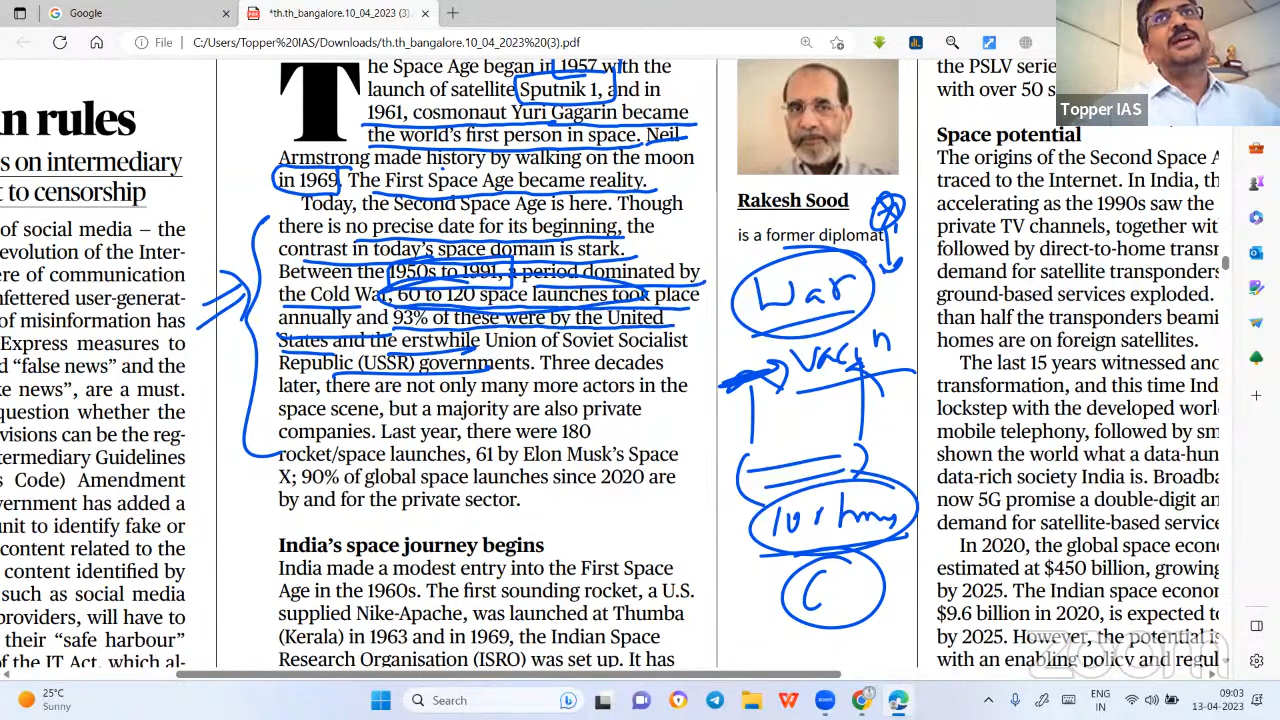 Google
*th.th_bangalore.10_04_2023 (3).
File
C:/Users/Topper%20IAS/Downloads/th.th_bangalore.10_04_2023%20(3).pdf
Topper IAS
n rules
s on intermediary
t to censorship
of social media – the
evolution of the Inter-
ere of communication
nfettered user-generat-
of misinformation has
Express measures to
d “false news” and the
ke news”, are a must.
question whether the
visions can be the reg-
termediary Guidelines
s Code) Amendment
overnment has added a
unit to identify fake or
content related to the
content identified by
such as social media
providers, will have to
their “safe harbour”
of the IT Act, which al-
The Space Age began in 1957 with the
launch of satellite Sputnik 1, and in
1961, cosmonaut Yuri Gagarin became
the world’s first person in space. Neil
Armstrong made history by walking on the moon
in 1969. The First Space Age became reality.
Today, the Second Space Age is here. Though
there is no precise date for its beginning, the
contrast in today’s space domain is stark.
Between the 1950s to 1991, a period dominated by
the Cold War, 60 to 120 space launches took place
annually and 93% of these were by the United
States and the erstwhile Union of Soviet Socialist
Republic (USSR) governments. Three decades
later, there are not only many more actors in the
space scene, but a majority are also private
companies. Last year, there were 180
rocket/space launches, 61 by Elon Musk’s Space
X; 90% of global space launches since 2020 are
by and for the private sector.
India’s space journey begins
India made a modest entry into the First Space
Age in the 1960s. The first sounding rocket, a U.S.
supplied Nike-Apache, was launched at Thumba
(Kerala) in 1963 and in 1969, the Indian Space
Research Organisation (ISRO) was set up. It has
Rakesh Sood
is a former diplomat
War
C
the PSLV serie
with over 50 s
Space potential
The origins of the Second Space A
traced to the Internet. In India, th
accelerating as the 1990s saw the
private TV channels, together with
followed by direct-to-home transm
demand for satellite transponders
ground-based services exploded.
than half the transponders beami
homes are on foreign satellites.
The last 15 years witnessed ano
transformation, and this time Ind
lockstep with the developed worl
mobile telephony, followed by sm
shown the world what a data-hun
data-rich society India is. Broadba
now 5G promise a double-digit an
demand for satellite-based service
In 2020, the global space econo
estimated at $450 billion, growing
by 2025. The Indian space econom
$9.6 billion in 2020, is expected to
by 2025. However, the potential is
with an enabling policy and regul
zoom
25°C
Sunny
Search
ENG
IN
09:03
13-04-2023